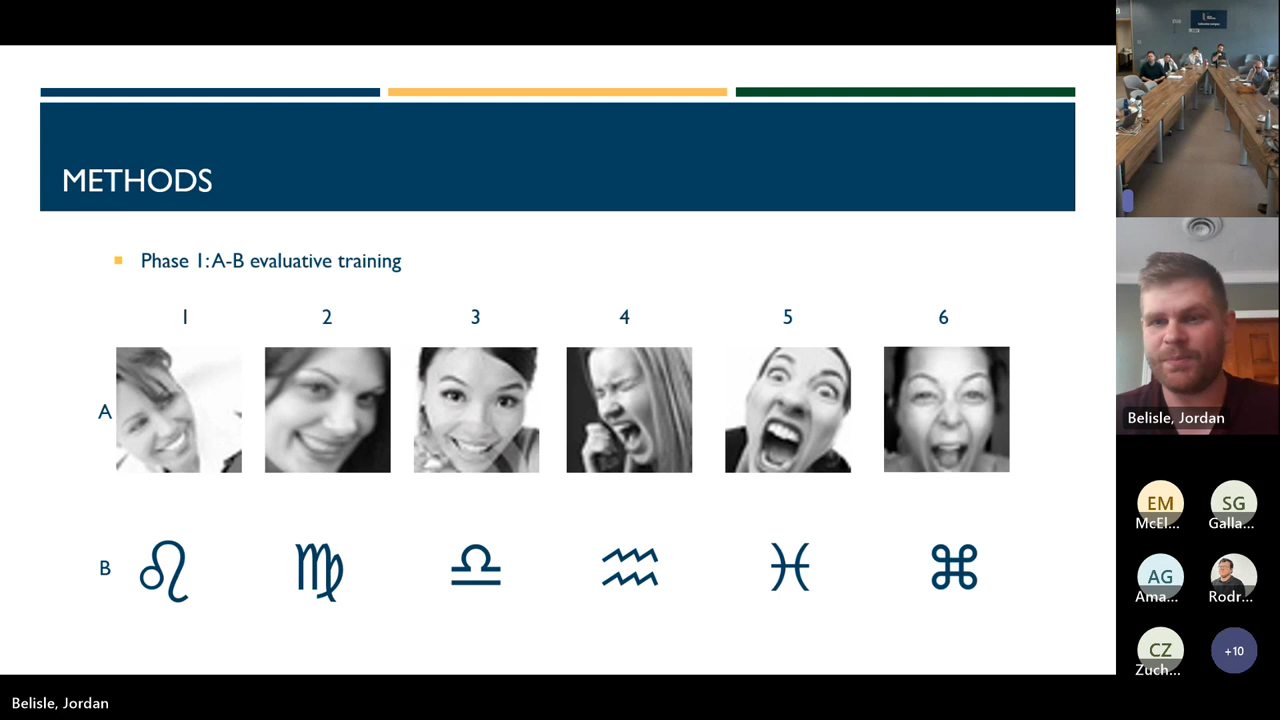 METHODS
Phase 1: A-B evaluative training
1 2 3 4 5 6
A
B ♌ ♍ ♎ ♒ ♓ ⌘
Belisle, Jordan
EM SG
McEl... Galla...
AG
Ama... Rodr...
CZ +10
Zuch...
Belisle, Jordan